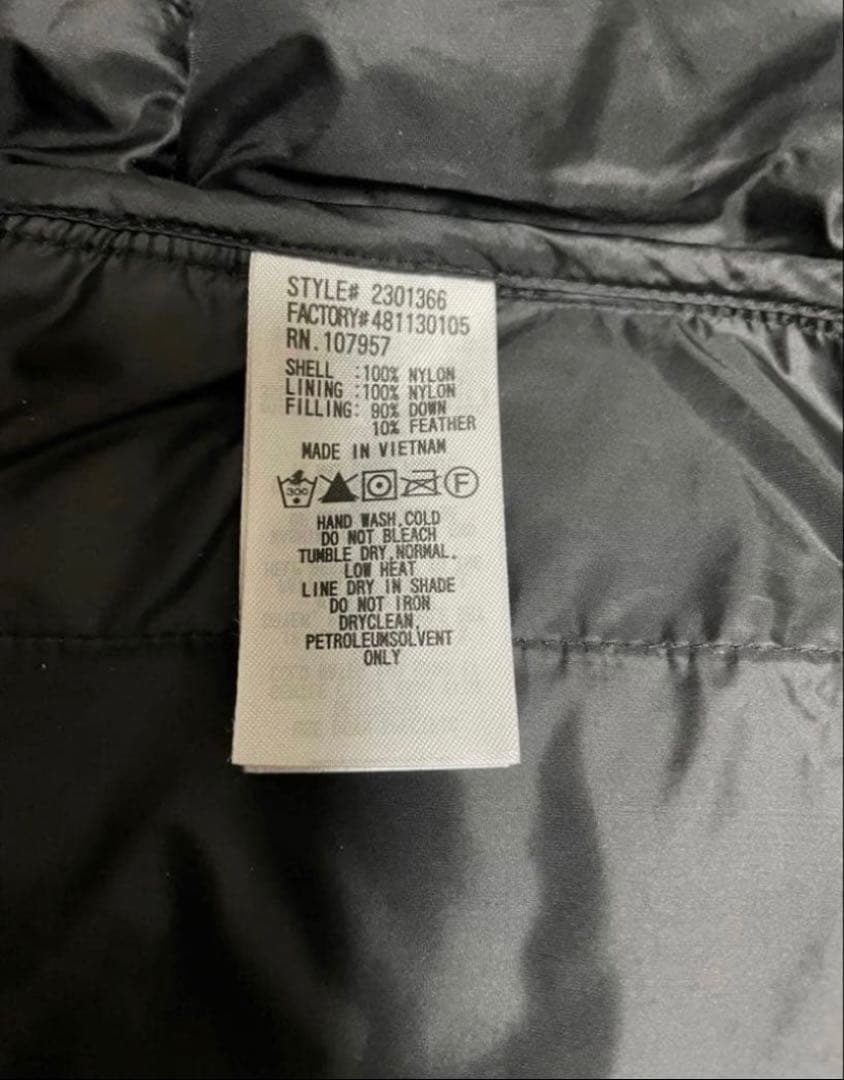 STYLE# 2301366
FACTORY#481130105
RN.107957
SHELL :100% NYLON
LINING :100% NYLON
FILLING: 90% DOWN
10% FEATHER
MADE IN VIETNAM
30C F
HAND WASH,COLD
DO NOT BLEACH
TUMBLE DRY,NORMAL,
LOW HEAT
LINE DRY IN SHADE
DO NOT IRON
DRYCLEAN,
PETROLEUMSOLVENT
ONLY